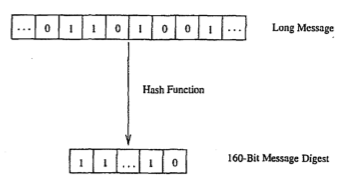 ... 0 1 1 0 1 0 0 1 ... Long Message
Hash Function
1 1 ... 1 0 160-Bit Message Digest